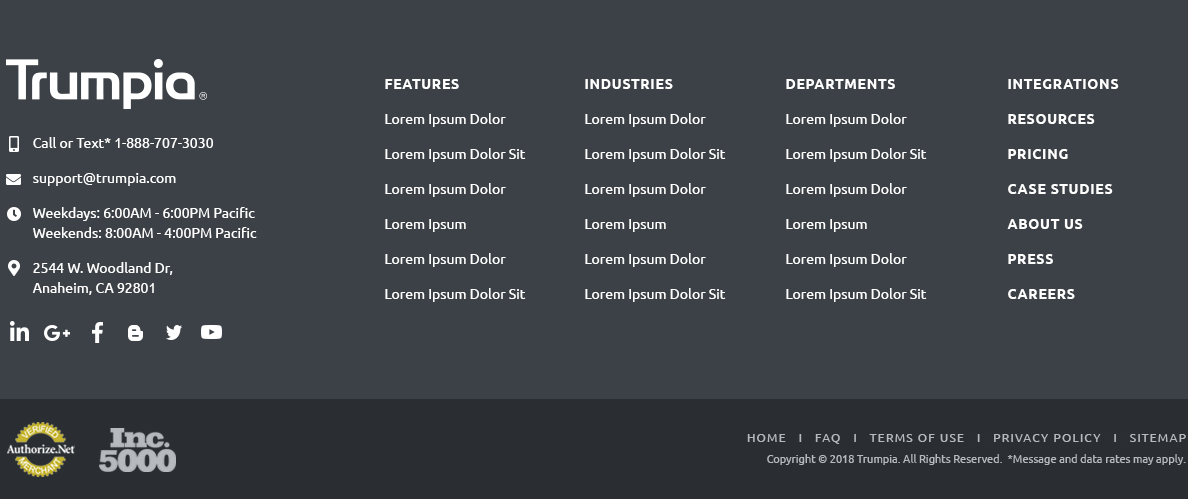 Trumpia®
Call or Text* 1-888-707-3030
support@trumpia.com
Weekdays: 6:00AM - 6:00PM Pacific
Weekends: 8:00AM - 4:00PM Pacific
2544 W. Woodland Dr,
Anaheim, CA 92801
in G+ f B
FEATURES
Lorem Ipsum Dolor
Lorem Ipsum Dolor Sit
Lorem Ipsum Dolor
Lorem Ipsum
Lorem Ipsum Dolor
Lorem Ipsum Dolor Sit
INDUSTRIES
Lorem Ipsum Dolor
Lorem Ipsum Dolor Sit
Lorem Ipsum Dolor
Lorem Ipsum
Lorem Ipsum Dolor
Lorem Ipsum Dolor Sit
DEPARTMENTS
Lorem Ipsum Dolor
Lorem Ipsum Dolor Sit
Lorem Ipsum Dolor
Lorem Ipsum
Lorem Ipsum Dolor
Lorem Ipsum Dolor Sit
INTEGRATIONS
RESOURCES
PRICING
CASE STUDIES
ABOUT US
PRESS
CAREERS
VERIFIED
Authorize.Net
MERCHANT
Inc.
5000
HOME | FAQ | TERMS OF USE | PRIVACY POLICY | SITEMAP
Copyright © 2018 Trumpia. All Rights Reserved. *Message and data rates may apply.